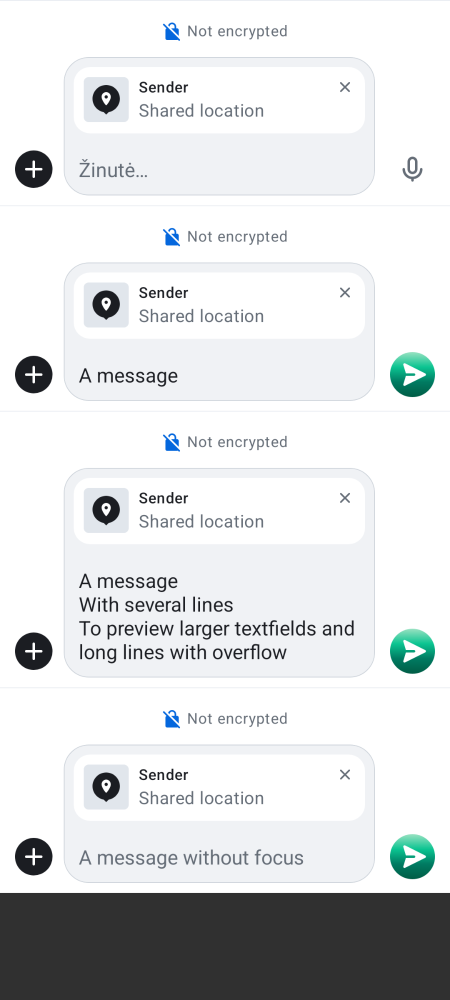 Not encrypted
Sender
Shared location
Žinutė…
Not encrypted
Sender
Shared location
A message
Not encrypted
Sender
Shared location
A message
With several lines
To preview larger textfields and
long lines with overflow
Not encrypted
Sender
Shared location
A message without focus